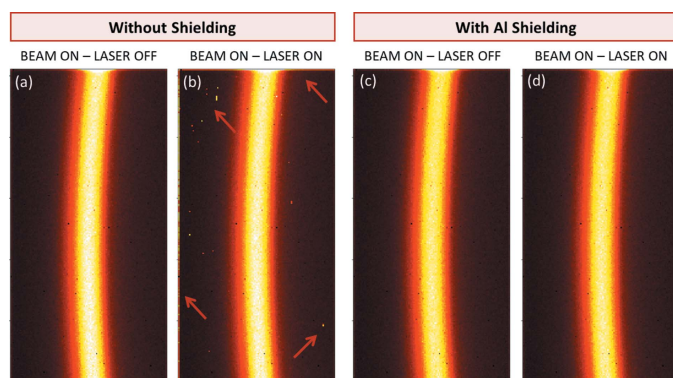 Without Shielding
With Al Shielding
BEAM ON – LASER OFF
BEAM ON – LASER ON
BEAM ON – LASER OFF
BEAM ON – LASER ON
(a)
(b)
(c)
(d)